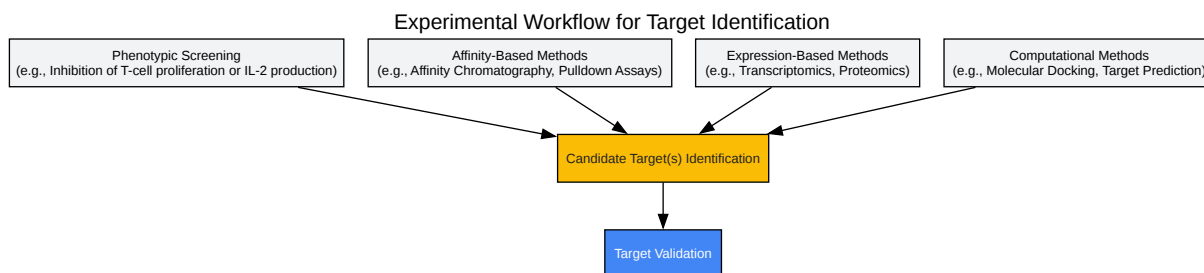 Experimental Workflow for Target Identification
Phenotypic Screening
(e.g., Inhibition of T-cell proliferation or IL-2 production)
Affinity-Based Methods
(e.g., Affinity Chromatography, Pulldown Assays)
Expression-Based Methods
(e.g., Transcriptomics, Proteomics)
Computational Methods
(e.g., Molecular Docking, Target Prediction)
Candidate Target(s) Identification
Target Validation